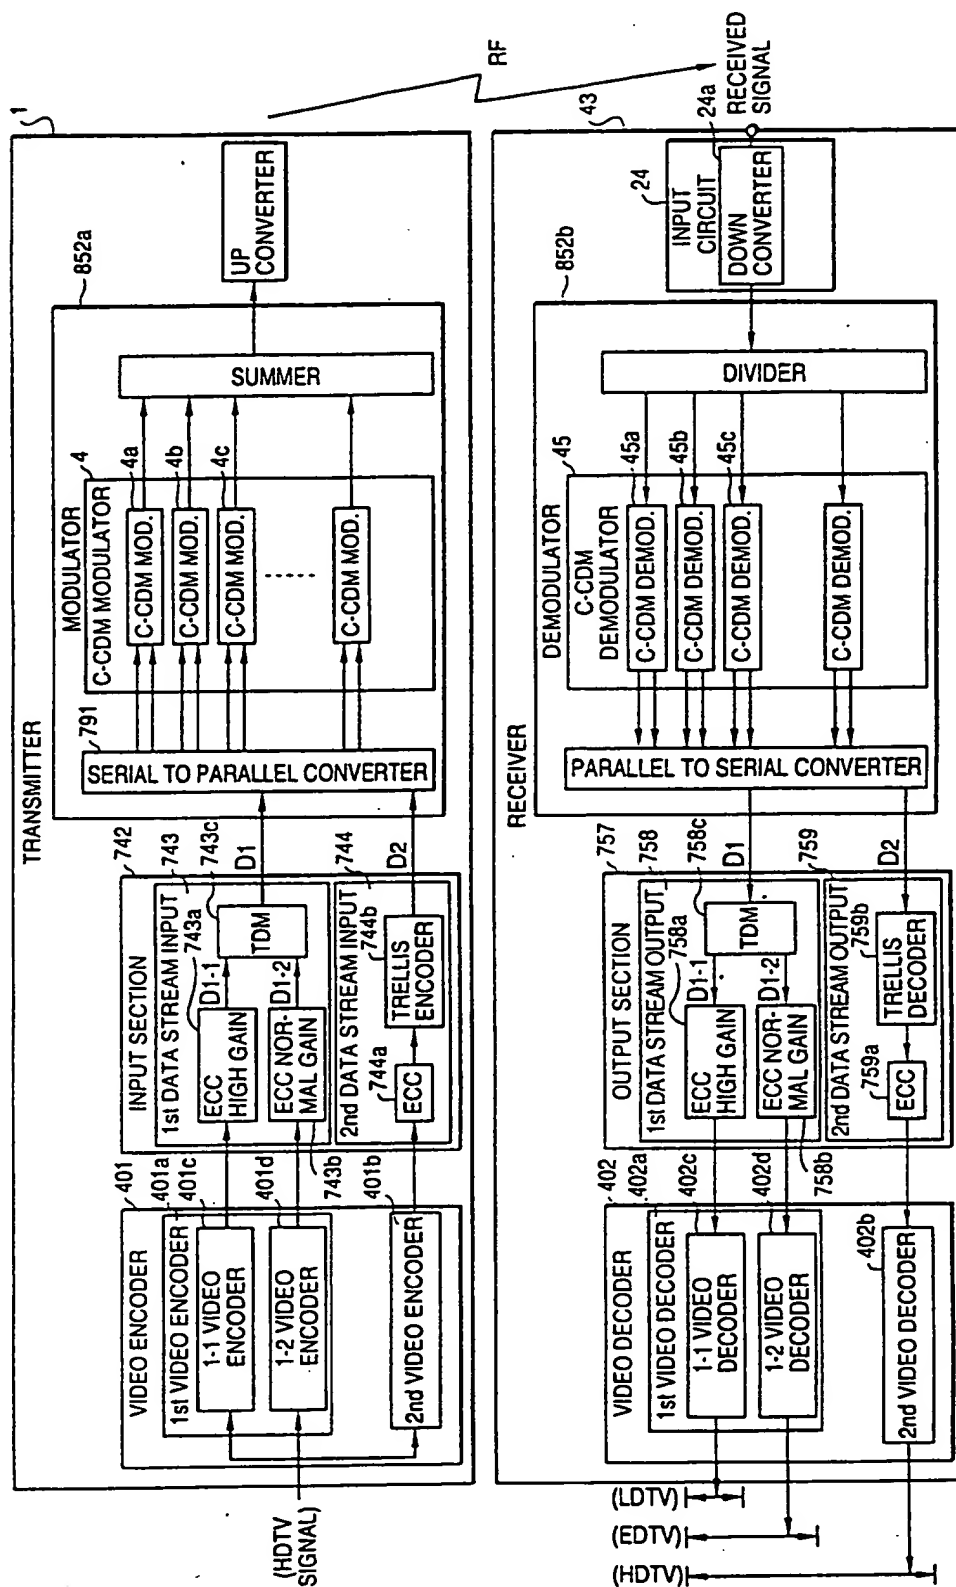 TRANSMITTER
1
VIDEO ENCODER
401
1st VIDEO ENCODER
401a
401c
1-1 VIDEO
ENCODER
401d
1-2 VIDEO
ENCODER
401b
2nd VIDEO ENCODER
(HDTV
SIGNAL)
INPUT SECTION
742
1st DATA STREAM INPUT
743
743a
743c
ECC
HIGH GAIN
D1-1
TDM
ECC NOR-
MAL GAIN
D1-2
743b
2nd DATA STREAM INPUT
744
744a
744b
ECC
TRELLIS
ENCODER
D1
D2
MODULATOR
852a
791
SERIAL TO PARALLEL CONVERTER
C-CDM MODULATOR
4
4a
C-CDM MOD.
4b
C-CDM MOD.
4c
C-CDM MOD.
C-CDM MOD.
SUMMER
UP
CONVERTER
RF
RECEIVER
43
RECEIVED
SIGNAL
24
INPUT
CIRCUIT
24a
DOWN
CONVERTER
DEMODULATOR
852b
DIVIDER
C-CDM
DEMODULATOR
45
45a
C-CDM DEMOD.
45b
C-CDM DEMOD.
45c
C-CDM DEMOD.
C-CDM DEMOD.
PARALLEL TO SERIAL CONVERTER
D1
D2
OUTPUT SECTION
757
1st DATA STREAM OUTPUT
758
758a
758c
ECC
HIGH GAIN
D1-1
TDM
ECC NOR-
MAL GAIN
D1-2
758b
2nd DATA STREAM OUTPUT
759
759a
759b
ECC
TRELLIS
DECODER
VIDEO DECODER
402
1st VIDEO DECODER
402a
402c
1-1 VIDEO
DECODER
402d
1-2 VIDEO
DECODER
402b
2nd VIDEO DECODER
(LDTV)
(EDTV)
(HDTV)